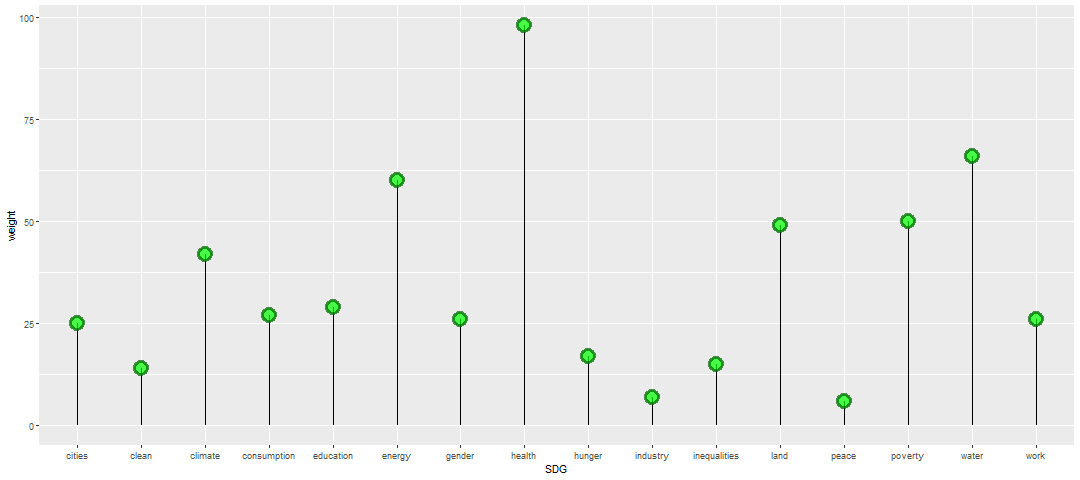 100
75
50
25
0
weight
cities clean climate consumption education energy gender health hunger industry inequalities land peace poverty water work
SDG